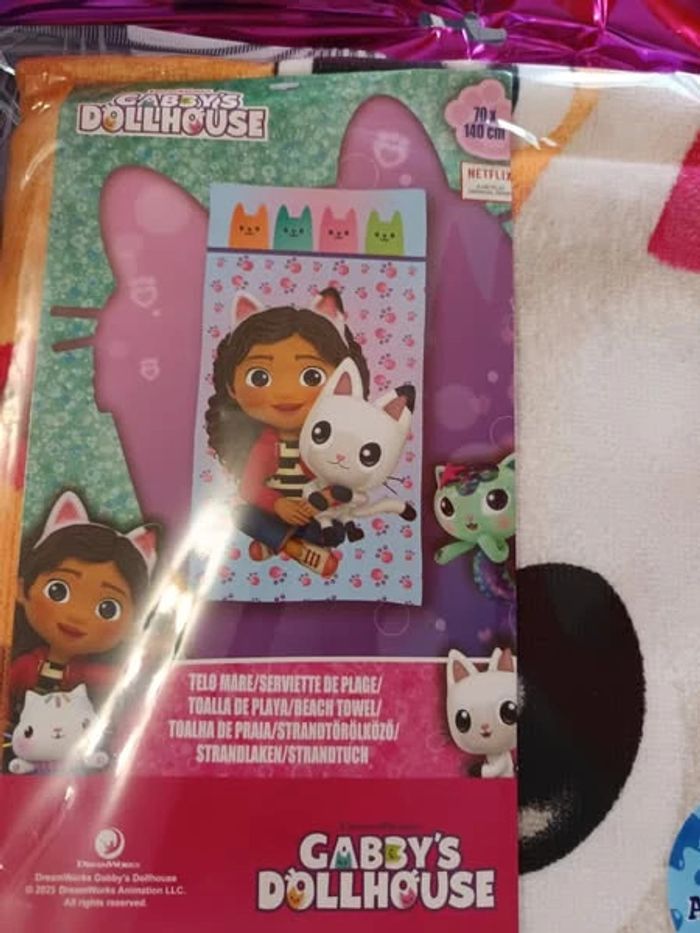 GABBY'S
DOLLHOUSE
70 x
140 cm
NETFLIX
TELO MARE/SERVIETTE DE PLAGE/
TOALLA DE PLAYA/BEACH TOWEL/
TOALHA DE PRAIA/STRANDTÖRÖLKÖZŐ/
STRANDLAKEN/STRANDTUCH
DREAMWORKS
DreamWorks Gabby's Dollhouse
© 2021 DreamWorks Animation LLC.
All rights reserved.
GABBY'S
DOLLHOUSE